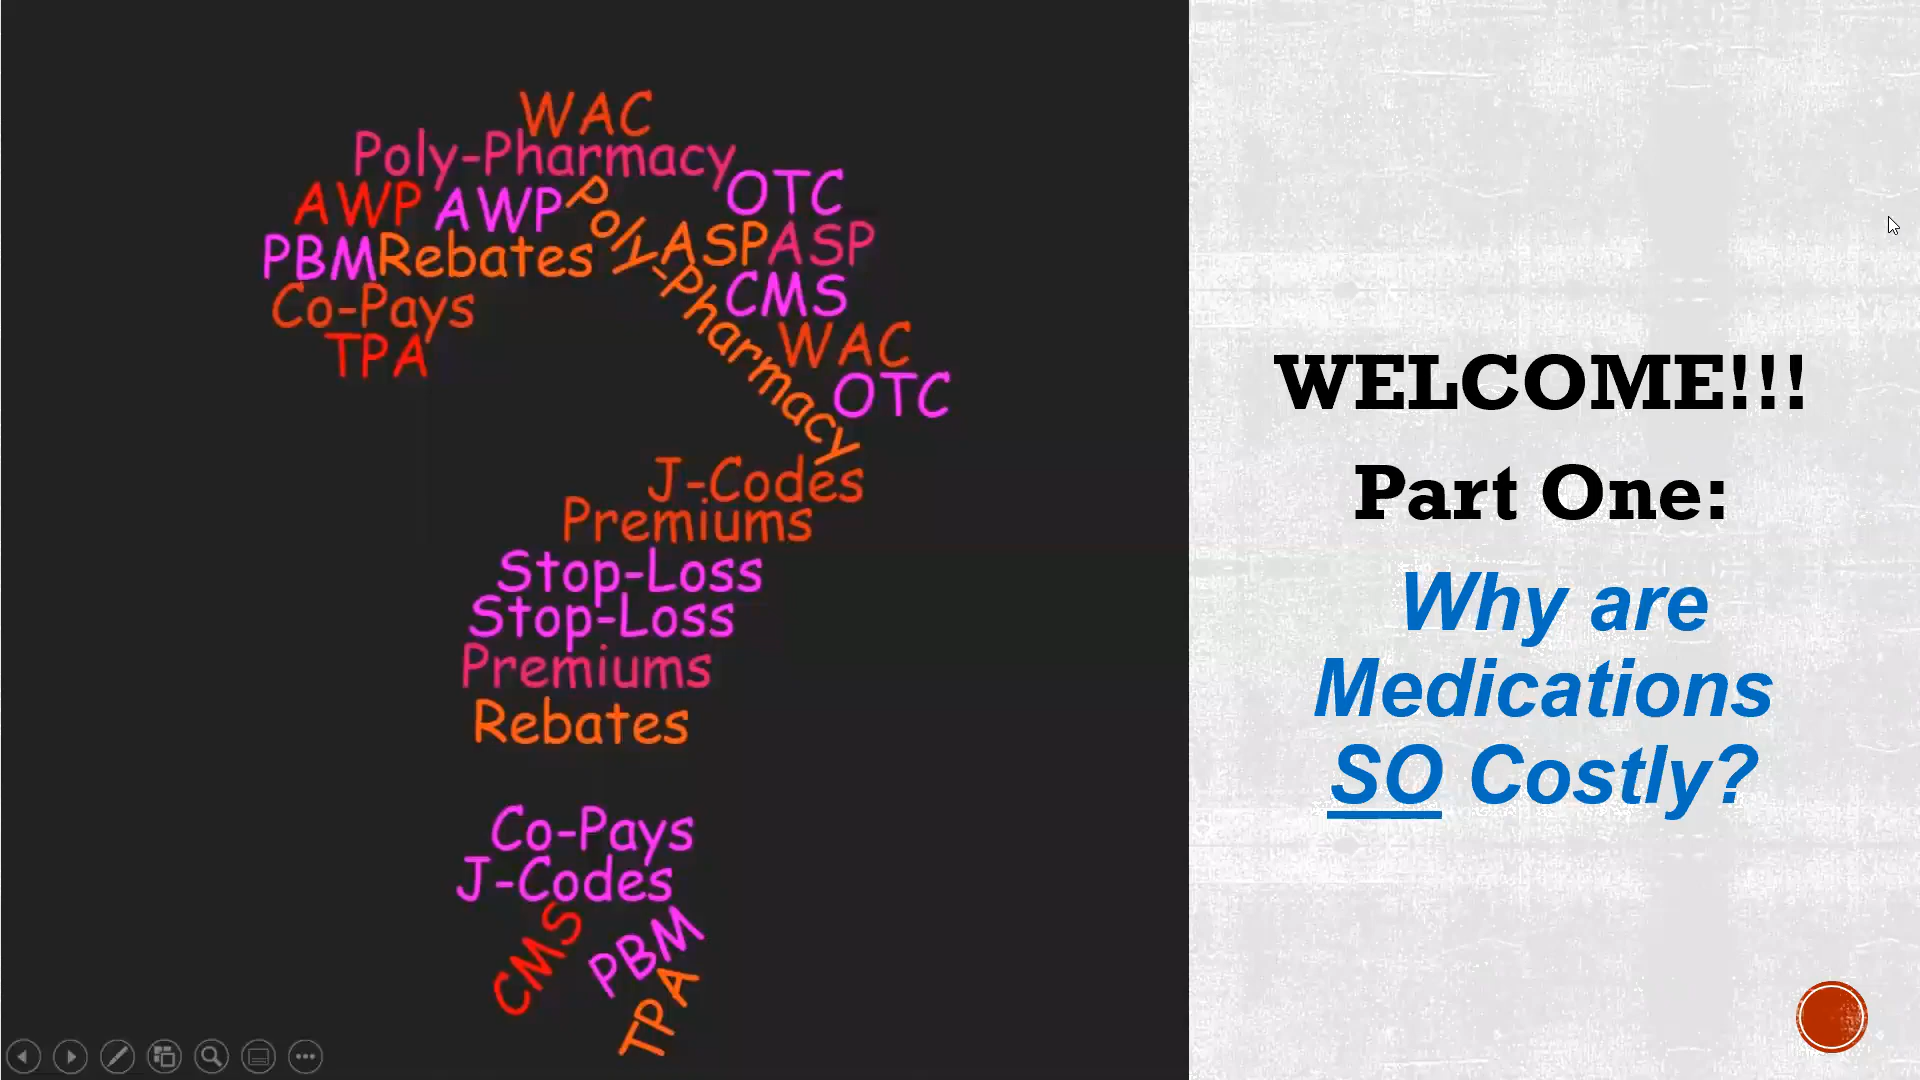 WAC
Poly-Pharmacy
OTC
AWP AWP
Poly-Pharmacy
ASP ASP
PBM Rebates
CMS
Co-Pays
WAC
TPA
OTC
J-Codes
Premiums
Stop-Loss
Stop-Loss
Premiums
Rebates
Co-Pays
J-Codes
CMS
PBM
TPA
WELCOME!!!
Part One:
Why are
Medications
SO Costly?